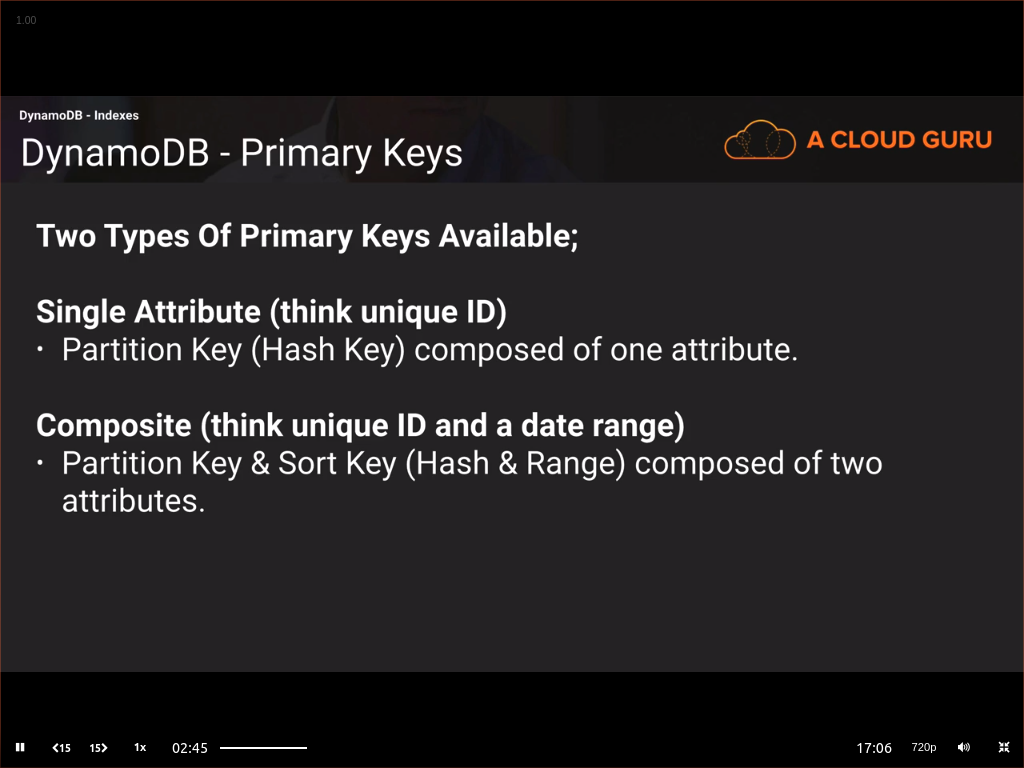 1.00
DynamoDB - Indexes
DynamoDB - Primary Keys
A CLOUD GURU
Two Types Of Primary Keys Available;
Single Attribute (think unique ID)
• Partition Key (Hash Key) composed of one attribute.
Composite (think unique ID and a date range)
• Partition Key & Sort Key (Hash & Range) composed of two
attributes.
15 15 1x 02:45 17:06 720p